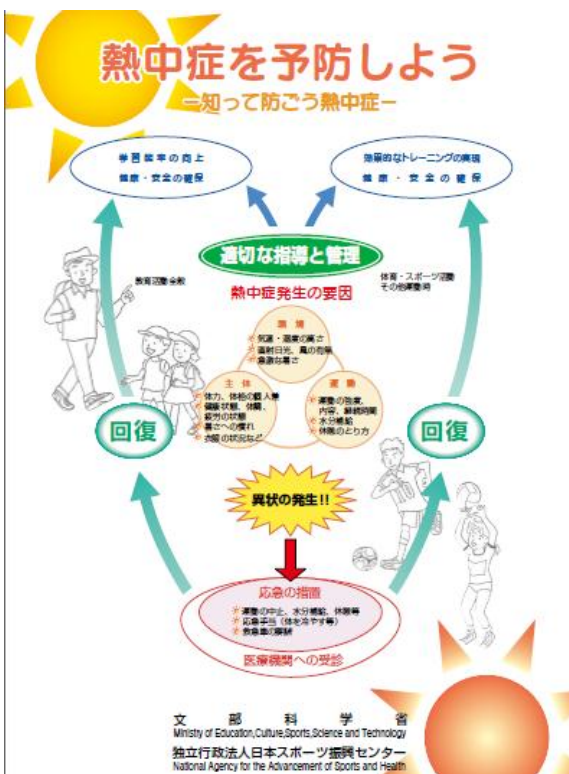 熱中症を予防しよう
－知って防ごう熱中症－
学習能率の向上
健康・安全の確保
効果的なトレーニングの実現
健康・安全の確保
適切な指導と管理
教育活動全般
体育・スポーツ活動
その他運動時
熱中症発生の要因
環境
気温・湿度の高さ
直射日光、風の有無
急激な暑さ
主体
体力、体格の個人差
健康状態、体調、
疲労の状態
暑さへの慣れ
衣服の状況など
運動
運動の強度、
内容、継続時間
水分補給
休憩のとり方
回復
回復
異状の発生!!
応急の措置
運動の中止、水分補給、休憩等
応急手当(体を冷やす等)
救急車の要請
医療機関への受診
文部科学省
Ministry of Education,Culture,Sports,Science and Technology
独立行政法人日本スポーツ振興センター
National Agency for the Advancement of Sports and Health